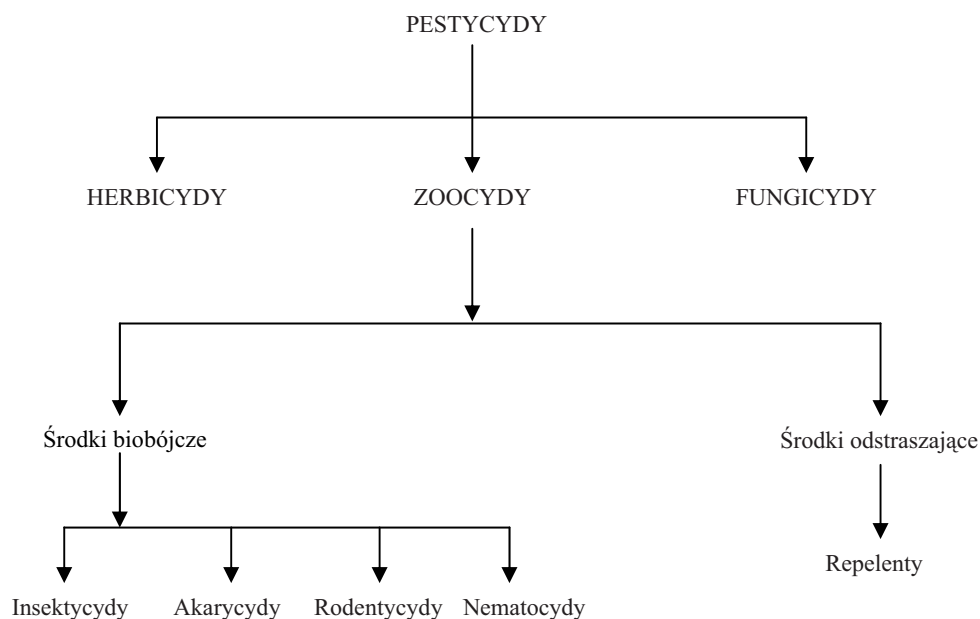 PESTYCYDY
HERBICYDY ZOOCYDY FUNGICYDY
Środki biobójcze Środki odstraszające
Repelenty
Insektycydy Akarycydy Rodentycydy Nematocydy